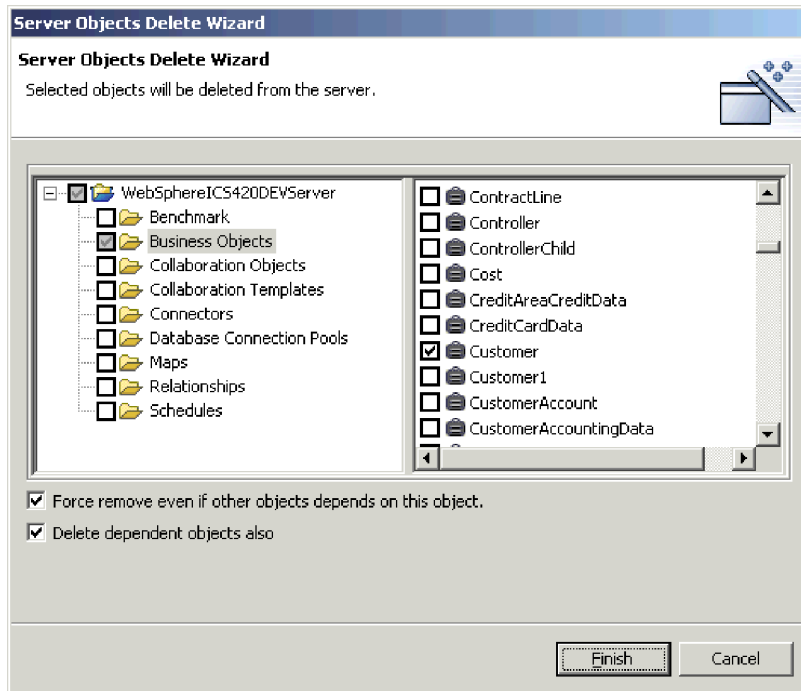 Server Objects Delete Wizard
Server Objects Delete Wizard
Selected objects will be deleted from the server.
WebSphereICS420DEVServer
Benchmark
Business Objects
Collaboration Objects
Collaboration Templates
Connectors
Database Connection Pools
Maps
Relationships
Schedules
ContractLine
Controller
ControllerChild
Cost
CreditAreaCreditData
CreditCardData
Customer
Customer1
CustomerAccount
CustomerAccountingData
Force remove even if other objects depends on this object.
Delete dependent objects also
Finish
Cancel